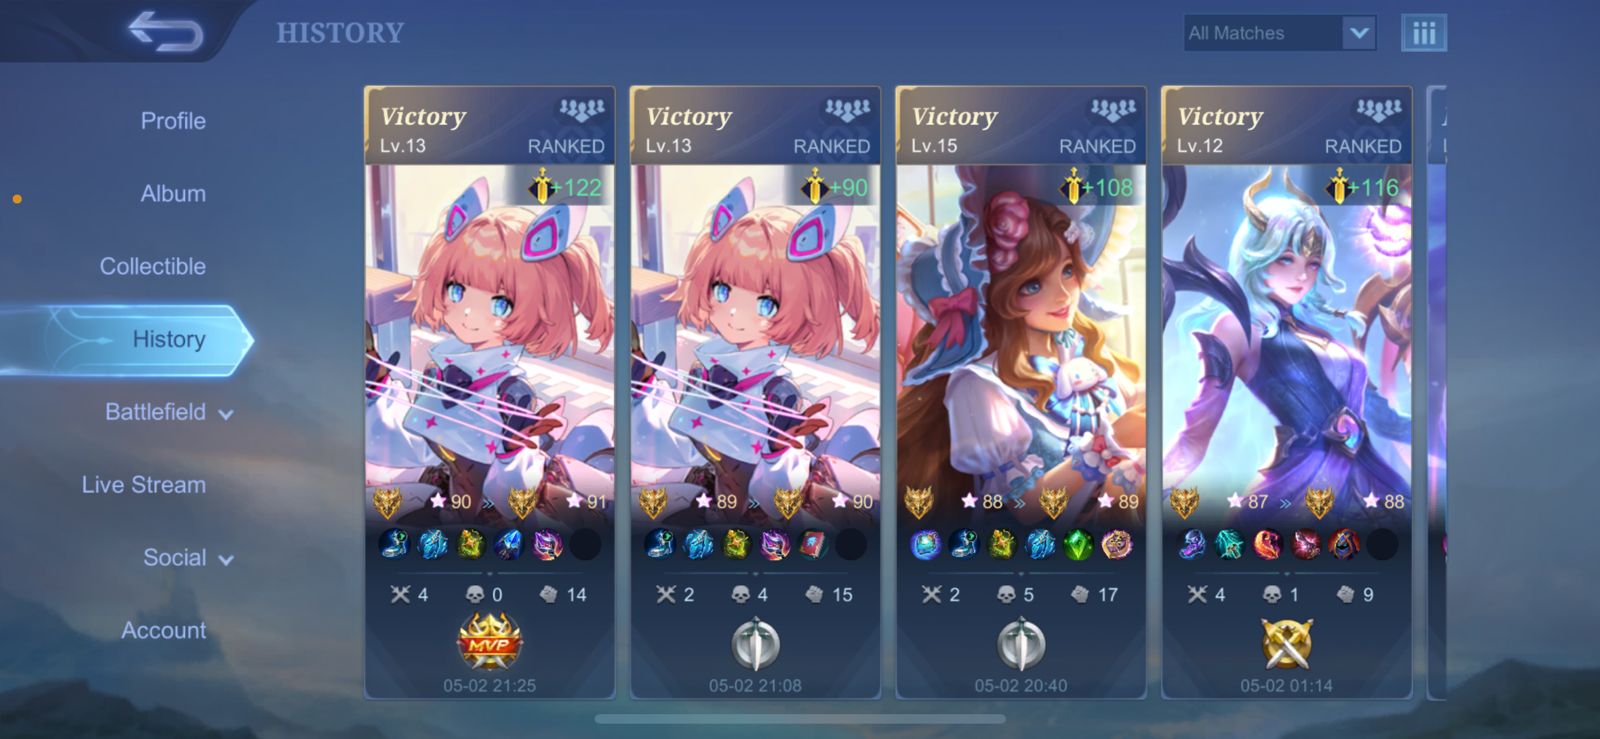 HISTORY
All Matches
Profile
Album
Collectible
History
Battlefield
Live Stream
Social
Account
Victory
Lv.13 RANKED
+122
90 » 91
4 0 14
MVP
05-02 21:25
Victory
Lv.13 RANKED
+90
89 » 90
2 4 15
05-02 21:08
Victory
Lv.15 RANKED
+108
88 » 89
2 5 17
05-02 20:40
Victory
Lv.12 RANKED
+116
87 » 88
4 1 9
05-02 01:14